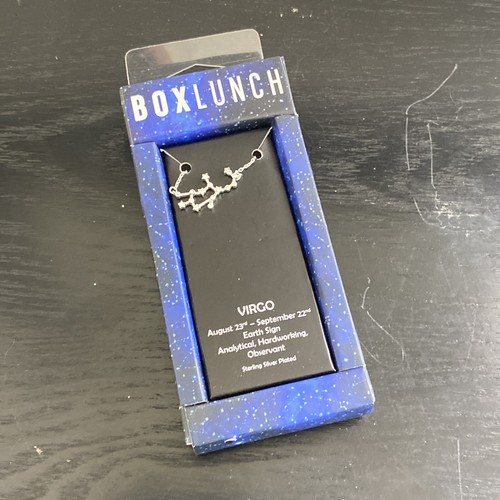 BOXLUNCH
VIRGO
August 23rd – September 22nd
Earth Sign
Analytical, Hardworking,
Observant
Sterling Silver Plated